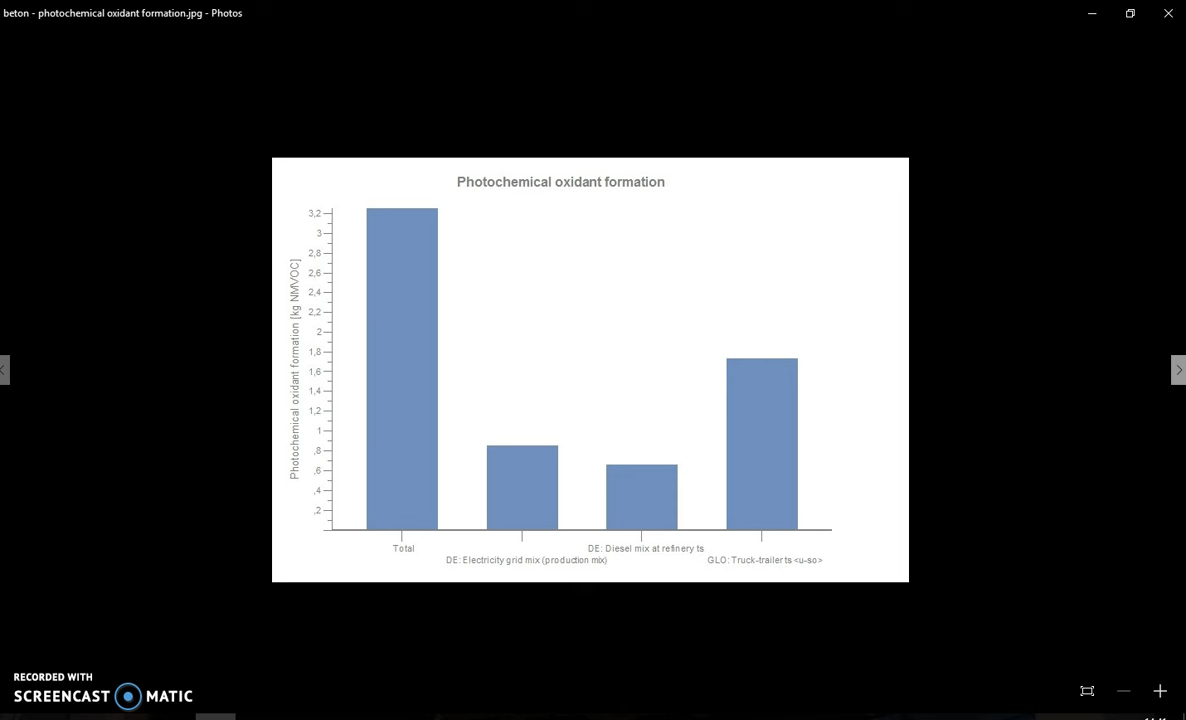 beton - photochemical oxidant formation.jpg - Photos
Photochemical oxidant formation
Photochemical oxidant formation [kg NMVOC]
3,2
3
2,8
2,6
2,4
2,2
2
1,8
1,6
1,4
1,2
1
,8
,6
,4
,2
Total
DE: Electricity grid mix (production mix)
DE: Diesel mix at refinery ts
GLO: Truck-trailer ts <u-so>
RECORDED WITH
SCREENCAST MATIC